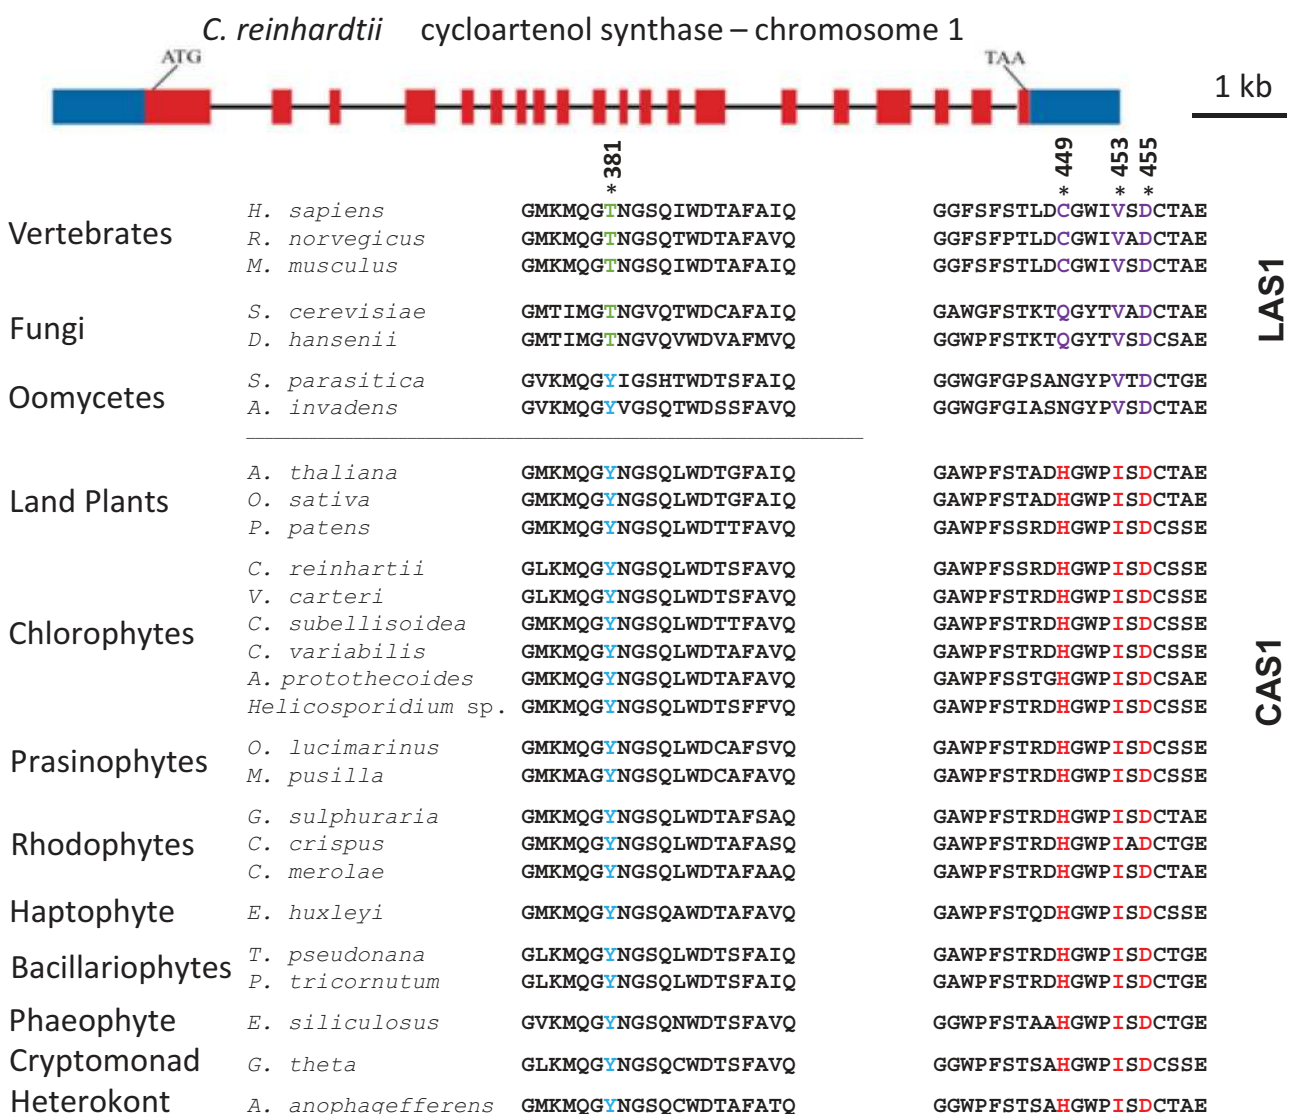 C. reinhardtii cycloartenol synthase – chromosome 1
ATG TAA
1 kb
*381 *449 *453 *455
Vertebrates
H. sapiens GMKMQGTNGSQIWDTAFAIQ GGFSFSTLDCGWIVSDCTAE
R. norvegicus GMKMQGTNGSQTWDTAFAVQ GGFSFPTLDCGWIVADCTAE
M. musculus GMKMQGTNGSQIWDTAFAIQ GGFSFSTLDCGWIVSDCTAE
Fungi
S. cerevisiae GMTIMGTNGVQTWDCAFAIQ GAWGFSTKTQGYTVADCTAE
D. hansenii GMTIMGTNGVQVWDVAFMVQ GGWPFSTKTQGYTVSDCSAE
Oomycetes
S. parasitica GVKMQGYIGSHTWDTSFAIQ GGWGFGPSANGYPVTDCTGE
A. invadens GVKMQGYVGSQTWDSSFAVQ GGWGFGIASNGYPVSDCTAE
LAS1
Land Plants
A. thaliana GMKMQGYNGSQLWDTGFAIQ GAWPFSTADHGWPISDCTAE
O. sativa GMKMQGYNGSQLWDTGFAIQ GAWPFSTADHGWPISDCTAE
P. patens GMKMQGYNGSQLWDTTFAVQ GAWPFSSRDHGWPISDCSSE
Chlorophytes
C. reinhartii GLKMQGYNGSQLWDTSFAVQ GAWPFSSRDHGWPISDCSSE
V. carteri GLKMQGYNGSQLWDTSFAVQ GAWPFSSRDHGWPISDCSSE
C. subellisoidea GMKMQGYNGSQLWDTTFAVQ GAWPFSTRDHGWPISDCSSE
C. variabilis GMKMQGYNGSQLWDTAFAVQ GAWPFSTRDHGWPISDCSSE
A. protothecoides GMKMQGYNGSQLWDTAFAVQ GAWPFSSTGHGWPISDCSAE
Helicosporidium sp. GMKMQGYNGSQLWDTSFFVQ GAWPFSTRDHGWPISDCSSE
CAS1
Prasinophytes
O. lucimarinus GMKMQGYNGSQLWDCAFSVQ GAWPFSTRDHGWPISDCSSE
M. pusilla GMKMAGYNGSQLWDCAFAVQ GAWPFSTRDHGWPISDCSSE
Rhodophytes
G. sulphuraria GMKMQGYNGSQLWDTAFSAQ GAWPFSTRDHGWPISDCTAE
C. crispus GMKMQGYNGSQLWDTAFASQ GAWPFSTRDHGWPIADCTGE
C. merolae GMKMQGYNGSQLWDTAFAAQ GAWPFSTRDHGWPISDCTAE
Haptophyte
E. huxleyi GMKMQGYNGSQAWDTAFAVQ GAWPFSTQDHGWPISDCSSE
Bacillariophytes
T. pseudonana GLKMQGYNGSQLWDTSFAIQ GAWPFSTRDHGWPISDCTGE
P. tricornutum GLKMQGYNGSQLWDTSFAIQ GAWPFSTRDHGWPISDCTGE
Phaeophyte
E. siliculosus GVKMQGYNGSQNWDTSFAVQ GGWPFSTAAHGWPISDCTGE
Cryptomonad
G. theta GLKMQGYNGSQCWDTSFAVQ GGWPFSTSAHGWPISDCSSE
Heterokont
A. anophagefferens GMKMQGYNGSQCWDTAFATQ GGWPFSTSAHGWPISDCTAE